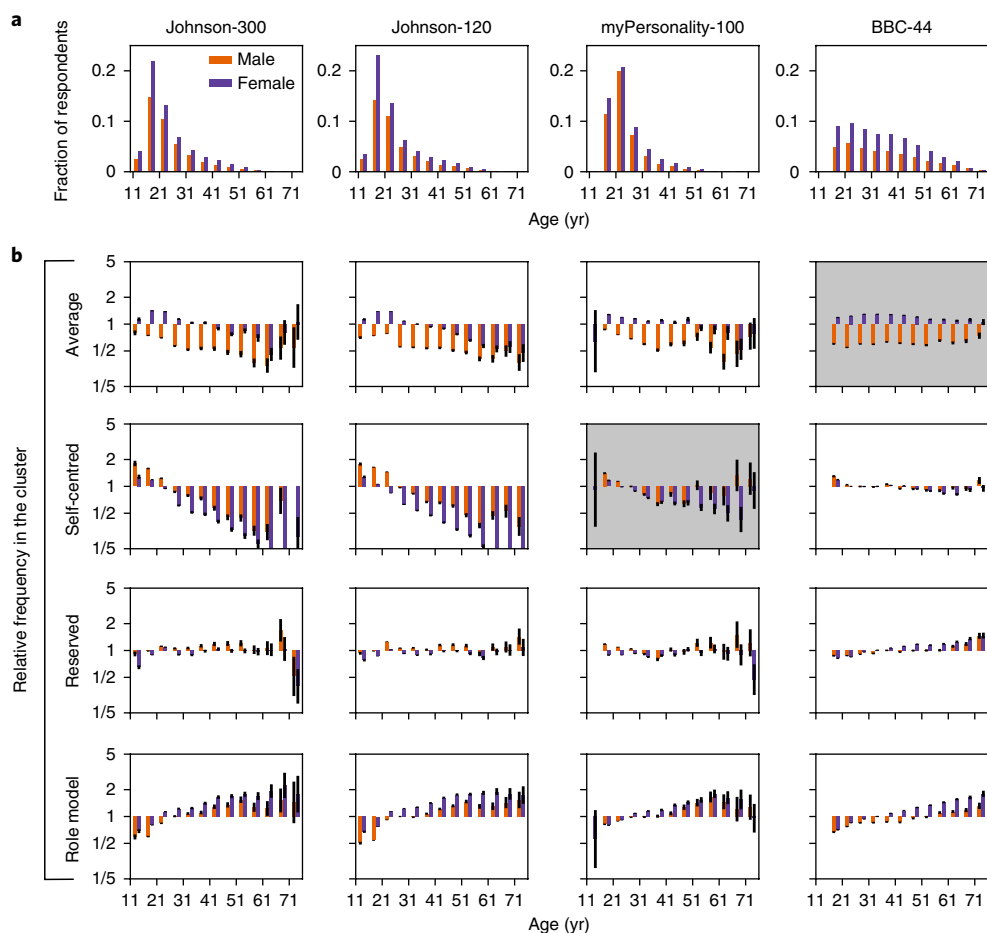 a
Johnson-300 Johnson-120 myPersonality-100 BBC-44
Fraction of respondents
0.2 0.2 0.2 0.2
Male
Female
0.1 0.1 0.1 0.1
0 0 0 0
11 21 31 41 51 61 71 11 21 31 41 51 61 71 11 21 31 41 51 61 71 11 21 31 41 51 61 71
Age (yr)
b
Relative frequency in the cluster
Average
5
2
1
1/2
1/5
Self-centred
5
2
1
1/2
1/5
Reserved
5
2
1
1/2
1/5
Role model
5
2
1
1/2
1/5
11 21 31 41 51 61 71 11 21 31 41 51 61 71 11 21 31 41 51 61 71 11 21 31 41 51 61 71
Age (yr)